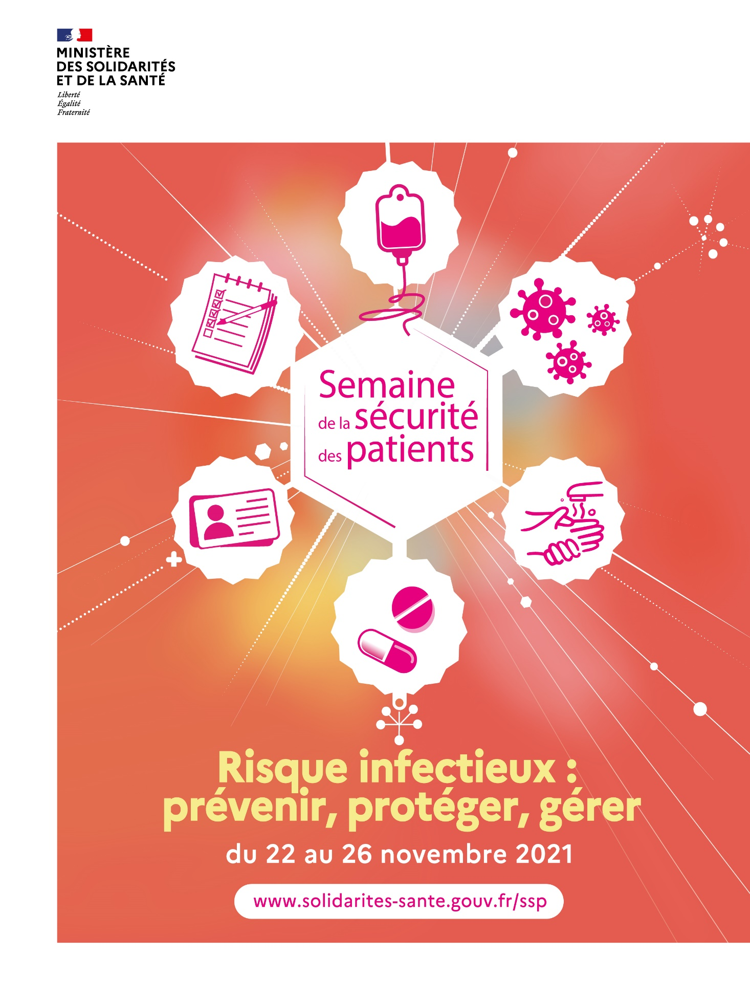 MINISTÈRE
DES SOLIDARITÉS
ET DE LA SANTÉ
Liberté
Égalité
Fraternité
Semaine
de la sécurité
des patients
Risque infectieux :
prévenir, protéger, gérer
du 22 au 26 novembre 2021
www.solidarites-sante.gouv.fr/ssp